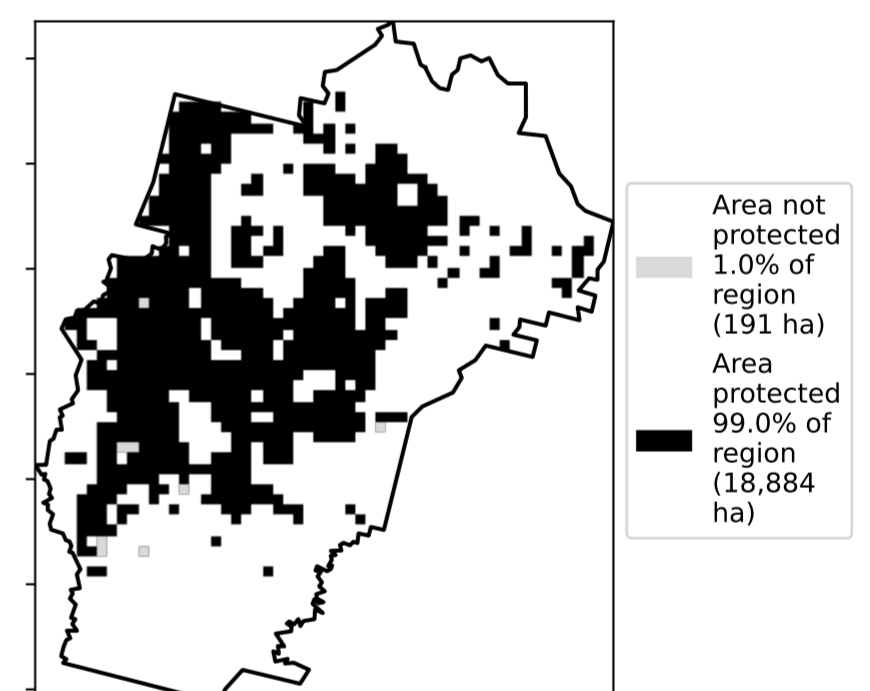 Area not
protected
1.0% of
region
(191 ha)
Area
protected
99.0% of
region
(18,884
ha)